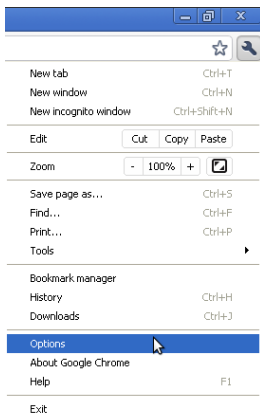 New tab Ctrl+T
New window Ctrl+N
New incognito window Ctrl+Shift+N
Edit Cut Copy Paste
Zoom - 100% +
Save page as... Ctrl+S
Find... Ctrl+F
Print... Ctrl+P
Tools
Bookmark manager
History Ctrl+H
Downloads Ctrl+J
Options
About Google Chrome
Help F1
Exit